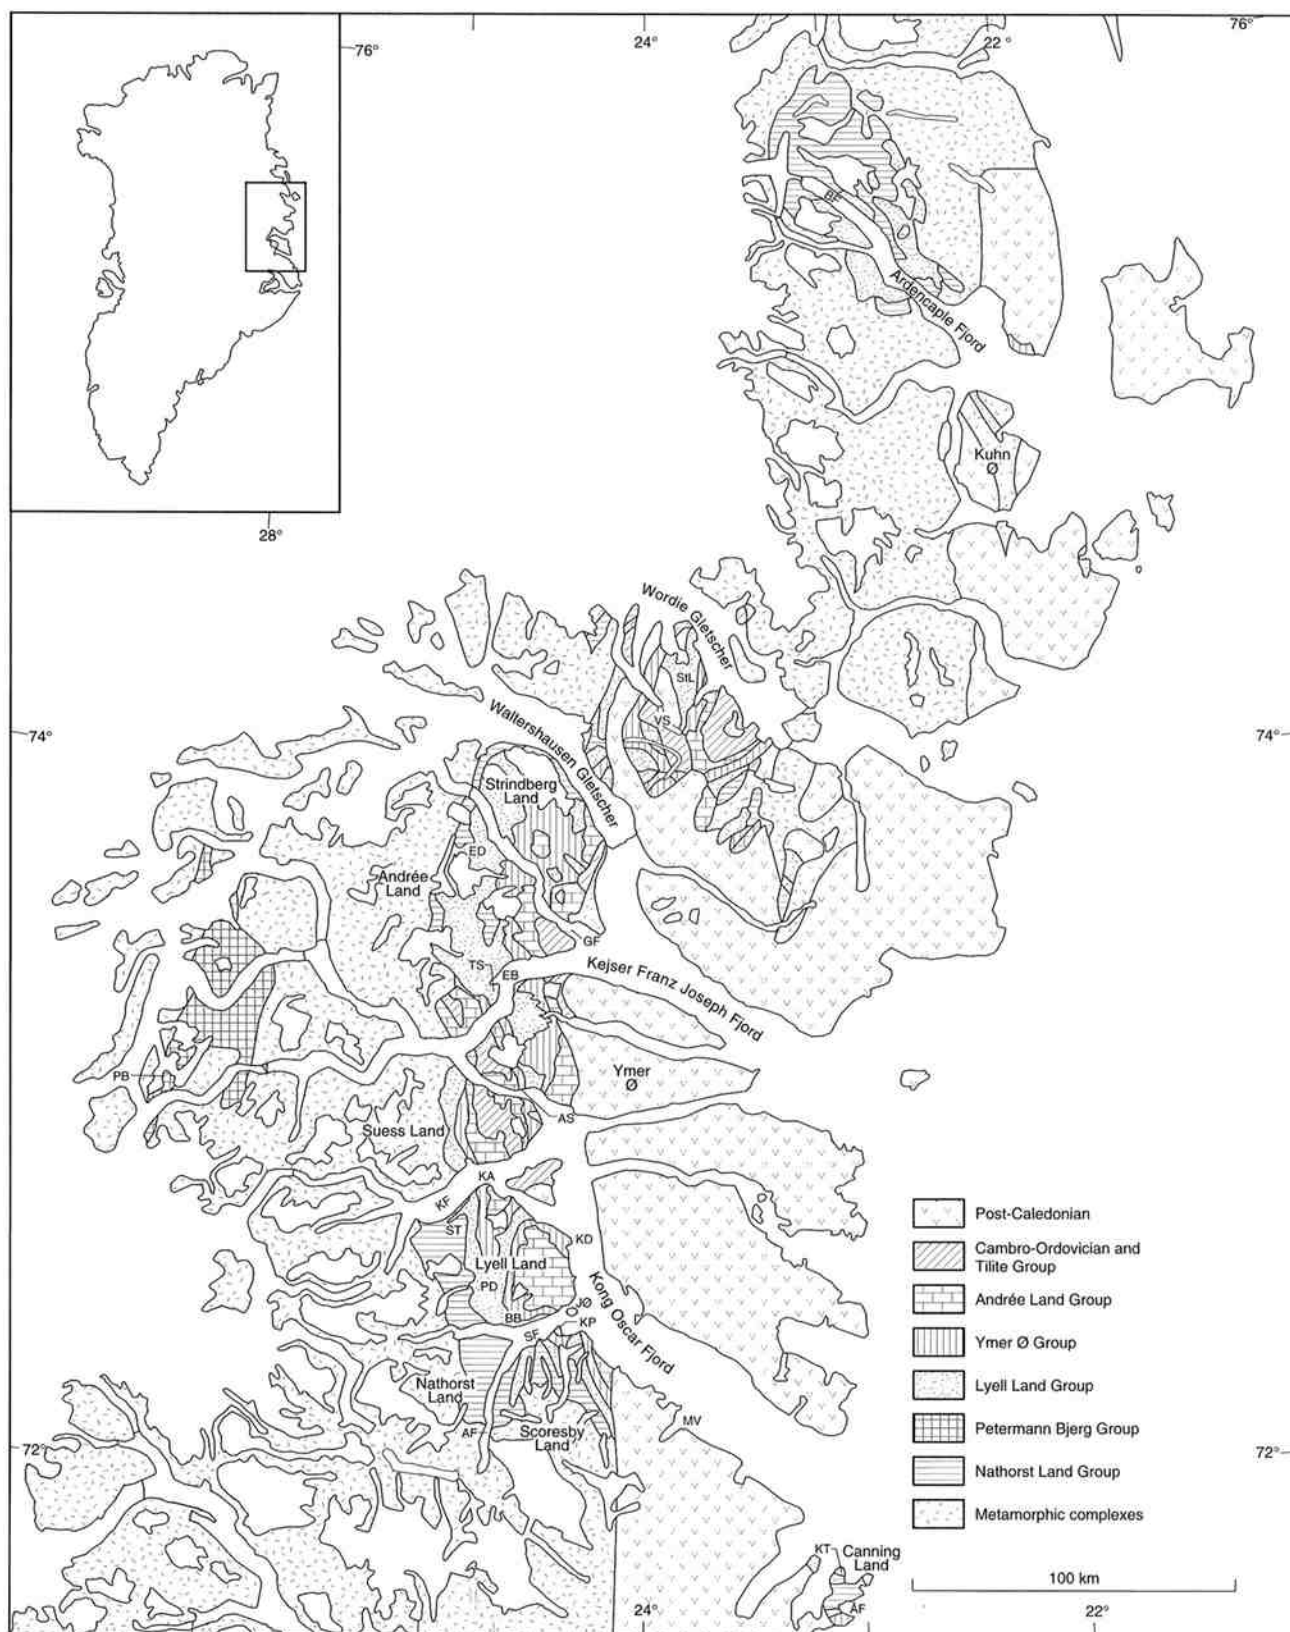 76°
24°
22°
76°
BF
Ardencaple Fjord
Kuhn
Ø
28°
Wordie Gletscher
StL
VS
Waltershausen Gletscher
74°
74°
Strindberg
Land
ED
Andrée
Land
GF
TS
EB
Kejser Franz Joseph Fjord
PB
Ymer
Ø
AS
Suess Land
KA
KF
ST
KD
Lyell Land
PD
Kong Oscar Fjord
JØ
BB
KP
SF
Nathorst
Land
MV
AF
Scoresby
Land
72°
72°
Post-Caledonian
Cambro-Ordovician and
Tilite Group
Andrée Land Group
Ymer Ø Group
Lyell Land Group
Petermann Bjerg Group
Nathorst Land Group
Metamorphic complexes
KT
Canning
Land
ÅF
100 km
24°
22°